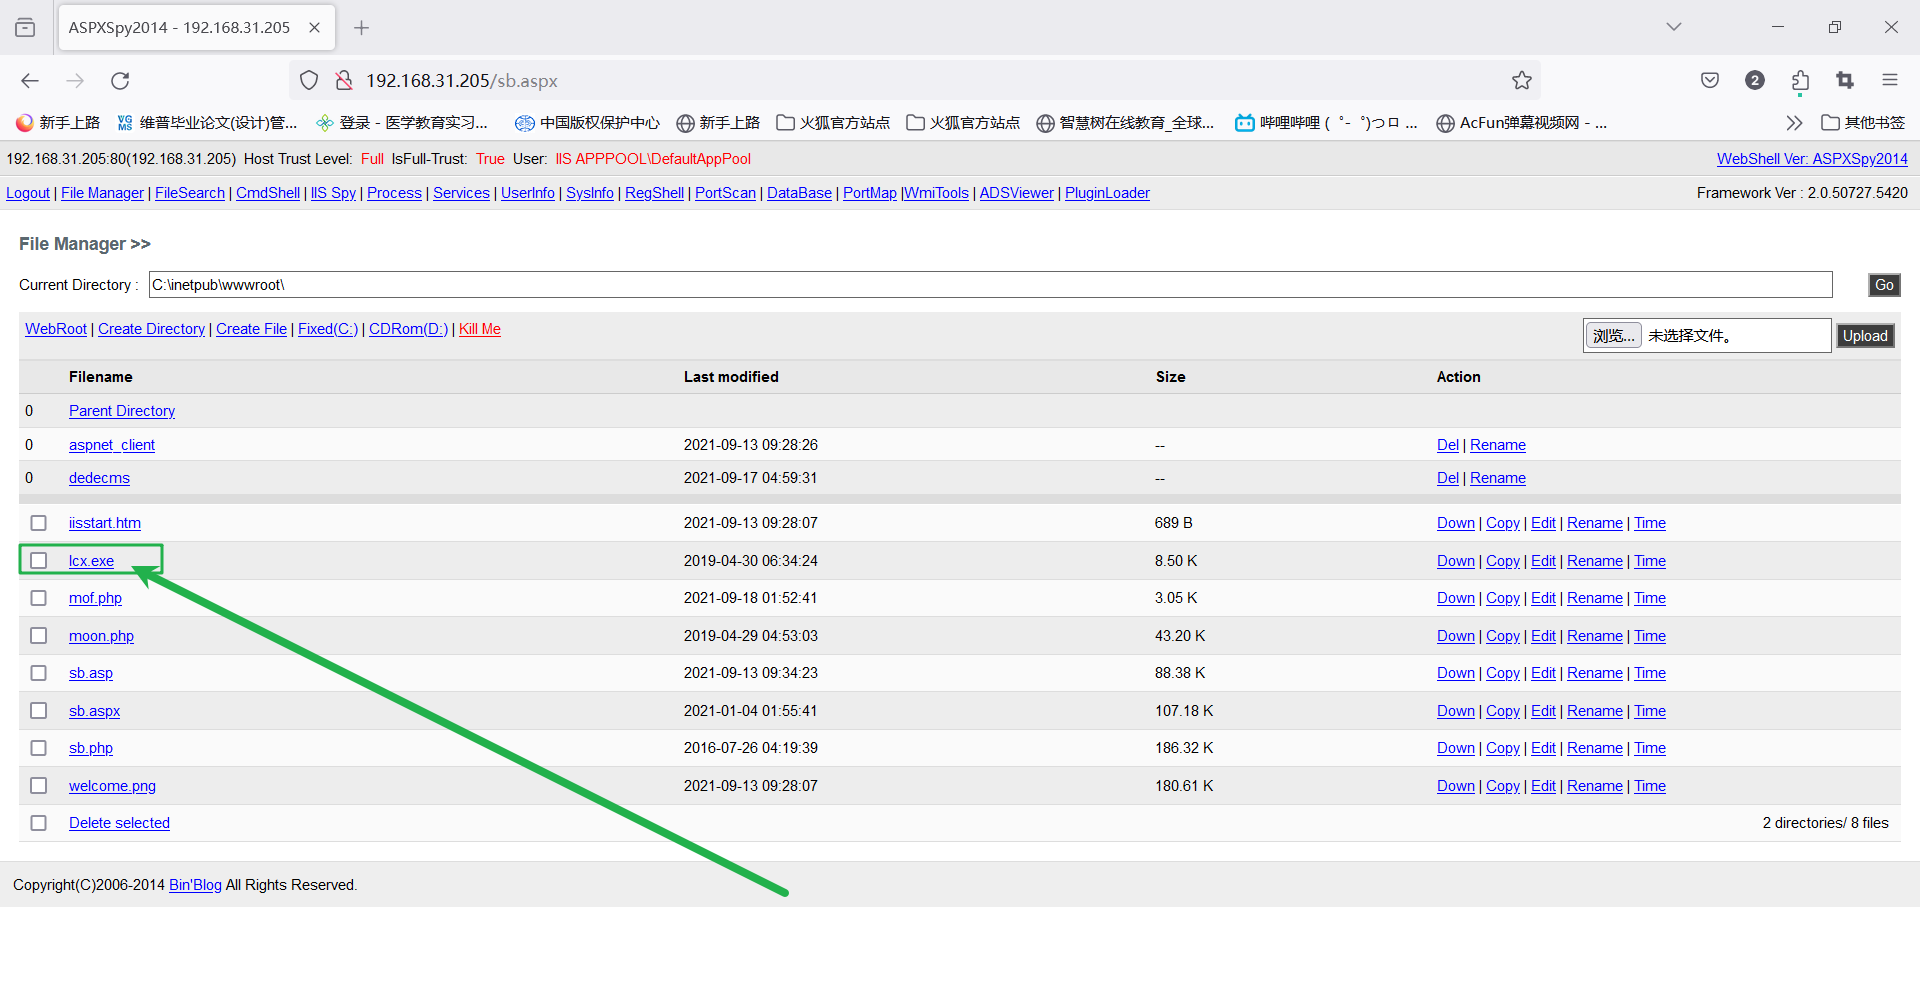 ASPXSpy2014 - 192.168.31.205
192.168.31.205/sb.aspx
2
新手上路 维普毕业论文(设计)管... 登录 - 医学教育实习... 中国版权保护中心 新手上路 火狐官方站点 火狐官方站点 智慧树在线教育_全球... 哔哩哔哩 ( ゜- ゜)つロ ... AcFun弹幕视频网 - ... 其他书签
192.168.31.205:80(192.168.31.205) Host Trust Level: Full IsFull-Trust: True User: IIS APPPOOL\DefaultAppPool WebShell Ver: ASPXSpy2014
Logout | File Manager | FileSearch | CmdShell | IIS Spy | Process | Services | UserInfo | SysInfo | RegShell | PortScan | DataBase | PortMap |WmiTools | ADSViewer | PluginLoader Framework Ver : 2.0.50727.5420
File Manager >>
Current Directory : C:\inetpub\wwwroot\ Go
WebRoot | Create Directory | Create File | Fixed(C:) | CDRom(D:) | Kill Me 浏览... 未选择文件。 Upload
Filename Last modified Size Action
0 Parent Directory
0 aspnet_client 2021-09-13 09:28:26 -- Del | Rename
0 dedecms 2021-09-17 04:59:31 -- Del | Rename
iisstart.htm 2021-09-13 09:28:07 689 B Down | Copy | Edit | Rename | Time
lcx.exe 2019-04-30 06:34:24 8.50 K Down | Copy | Edit | Rename | Time
mof.php 2021-09-18 01:52:41 3.05 K Down | Copy | Edit | Rename | Time
moon.php 2019-04-29 04:53:03 43.20 K Down | Copy | Edit | Rename | Time
sb.asp 2021-09-13 09:34:23 88.38 K Down | Copy | Edit | Rename | Time
sb.aspx 2021-01-04 01:55:41 107.18 K Down | Copy | Edit | Rename | Time
sb.php 2016-07-26 04:19:39 186.32 K Down | Copy | Edit | Rename | Time
welcome.png 2021-09-13 09:28:07 180.61 K Down | Copy | Edit | Rename | Time
Delete selected 2 directories/ 8 files
Copyright(C)2006-2014 Bin'Blog All Rights Reserved.